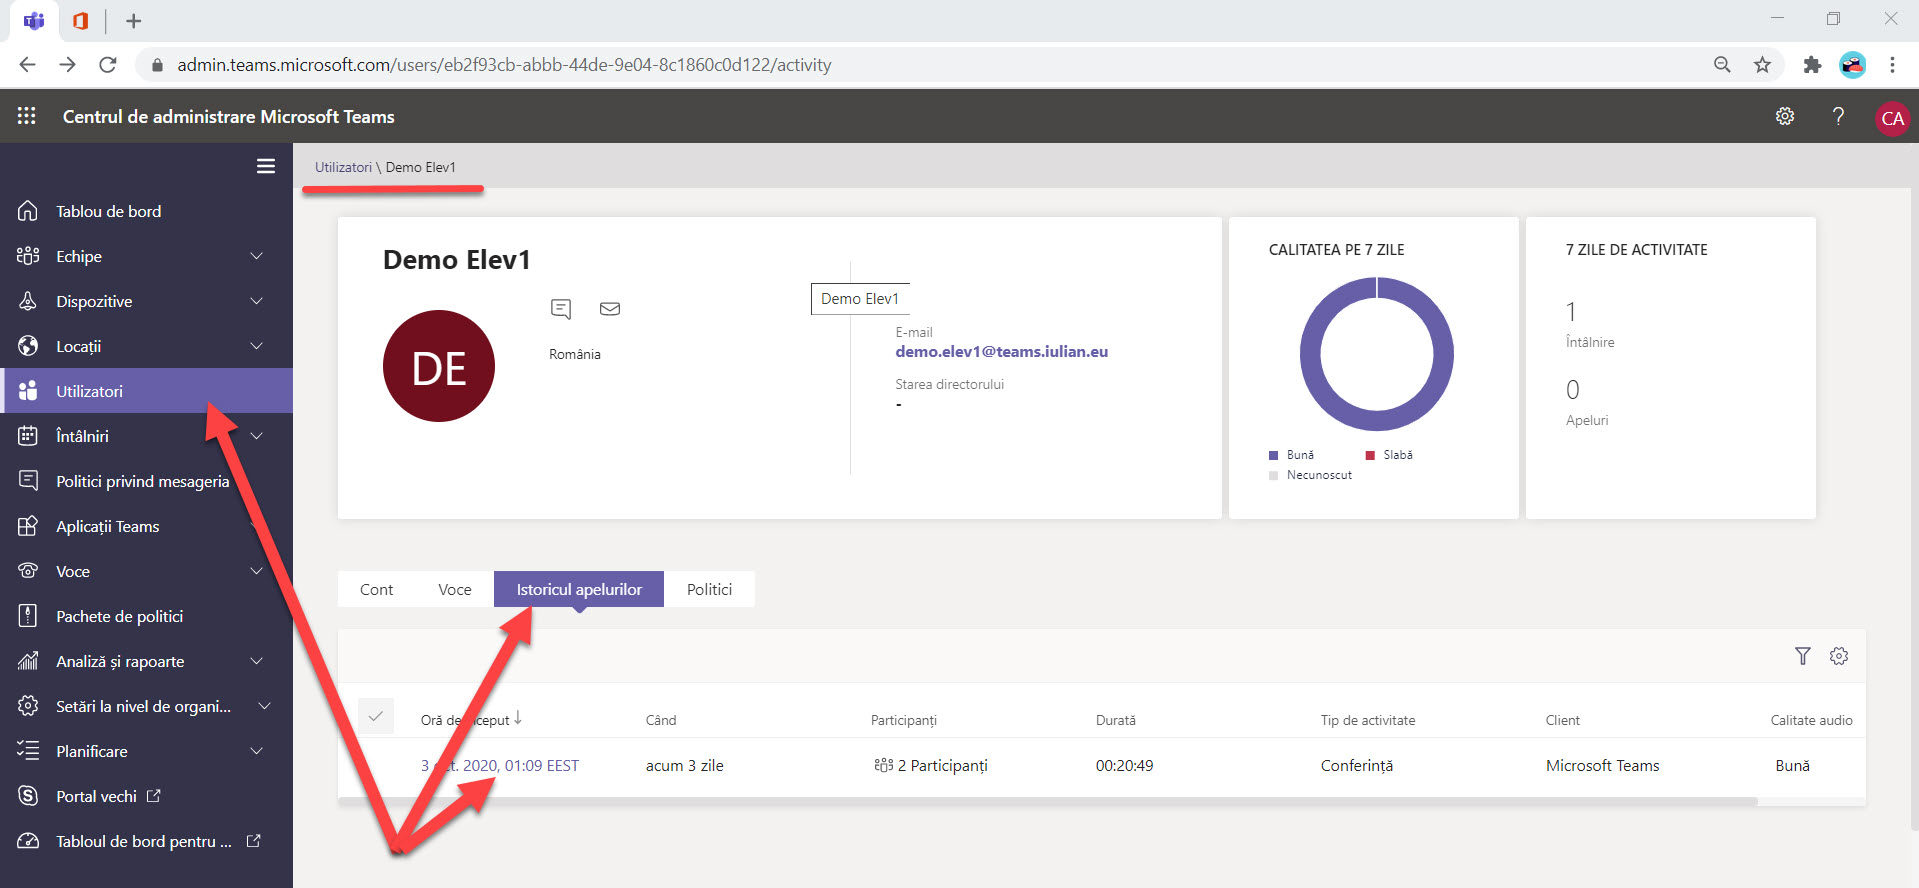 admin.teams.microsoft.com/users/eb2f93cb-abbb-44de-9e04-8c1860c0d122/activity
Centrul de administrare Microsoft Teams
? CA
Utilizatori \ Demo Elev1
Tablou de bord
Echipe
Dispozitive
Locații
Utilizatori
Întâlniri
Politici privind mesageria
Aplicații Teams
Voce
Pachete de politici
Analiză și rapoarte
Setări la nivel de organi...
Planificare
Portal vechi
Tabloul de bord pentru ...
Demo Elev1
DE
România
Demo Elev1
E-mail
demo.elev1@teams.iulian.eu
Starea directorului
-
CALITATEA PE 7 ZILE
Bună Slabă
Necunoscut
7 ZILE DE ACTIVITATE
1
Întâlnire
0
Apeluri
Cont Voce Istoricul apelurilor Politici
Oră de Când Participanți Durată Tip de activitate Client Calitate audio
3 2020, 01:09 EEST acum 3 zile 2 Participanți 00:20:49 Conferință Microsoft Teams Bună